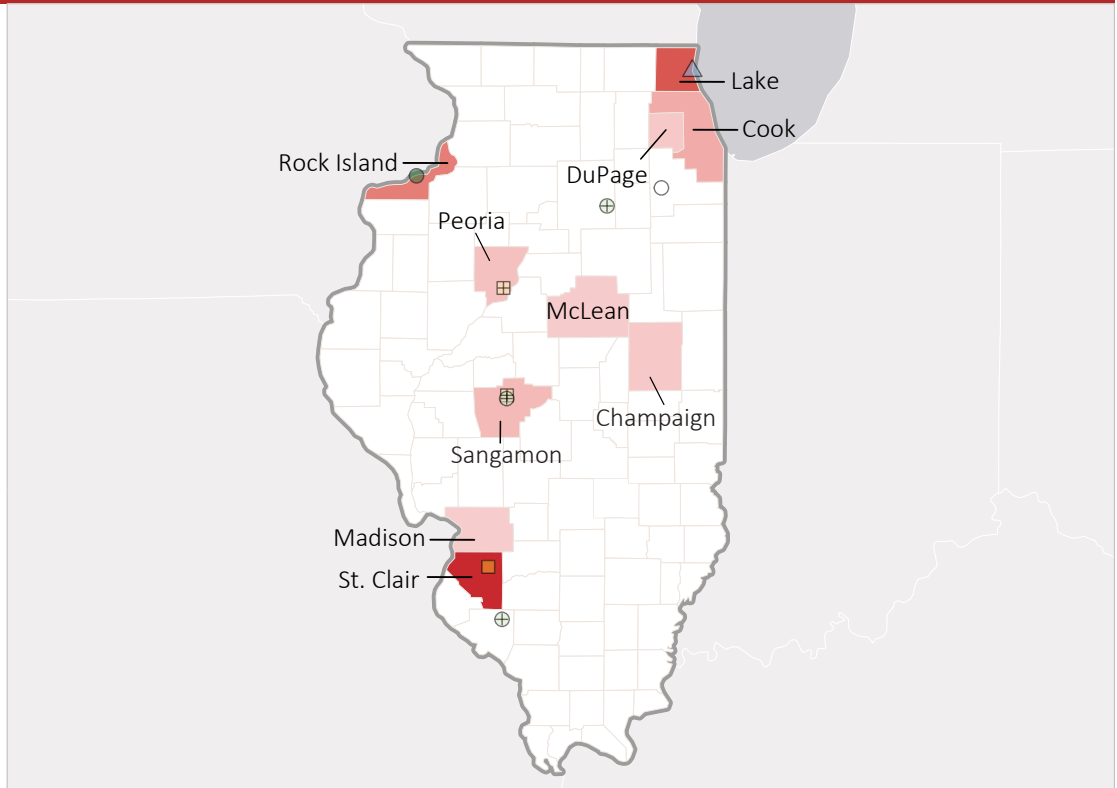 Lake
Cook
Rock Island
DuPage
Peoria
McLean
Champaign
Sangamon
Madison
St. Clair